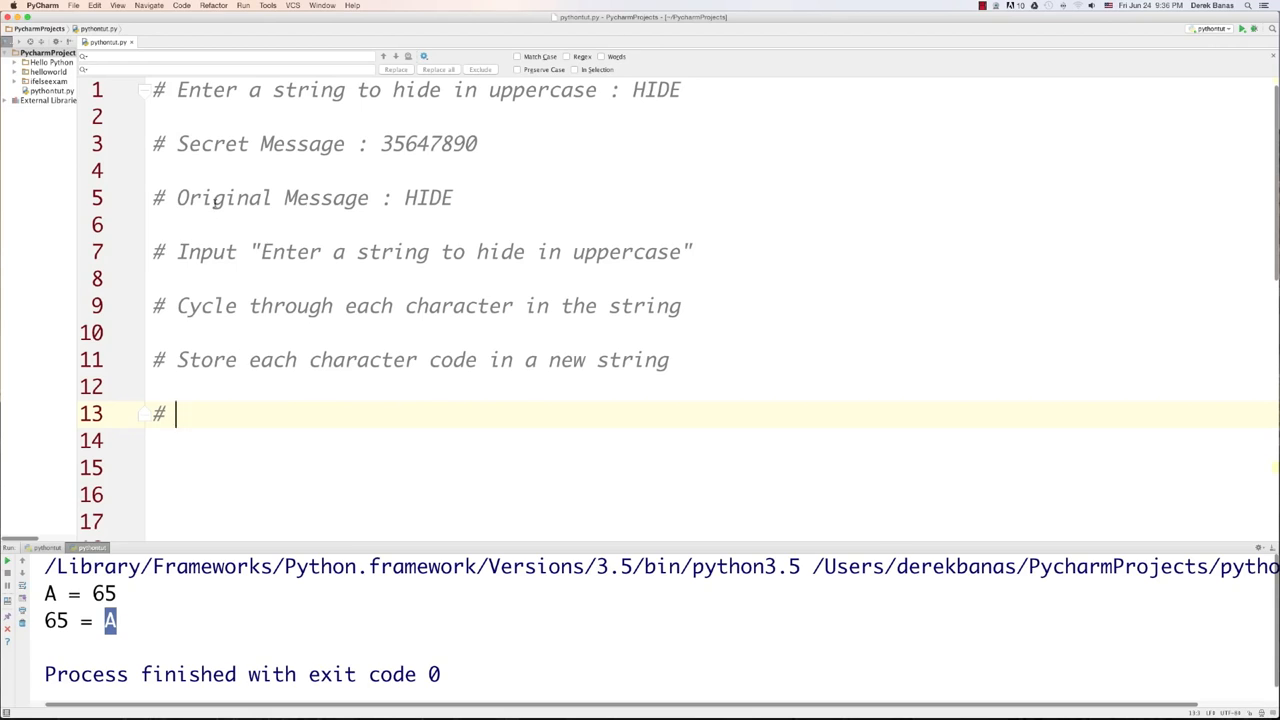 PyCharm File Edit View Navigate Code Refactor Run Tools VCS Window Help 10 Fri Jun 24 9:36 PM Derek Banas
pythontut.py - PycharmProjects - [~/PycharmProjects]
PycharmProjects pythontut.py pythontut
pythontut.py ×
PycharmProject
Hello Python
helloworld
ifelseexam
pythontut.py
External Librarie
Match Case Regex Words
Replace Replace all Exclude Preserve Case In Selection
1 # Enter a string to hide in uppercase : HIDE
2
3 # Secret Message : 35647890
4
5 # Original Message : HIDE
6
7 # Input "Enter a string to hide in uppercase"
8
9 # Cycle through each character in the string
10
11 # Store each character code in a new string
12
13 #
14
15
16
17
Run: pythontut pythontut
/Library/Frameworks/Python.framework/Versions/3.5/bin/python3.5 /Users/derekbanas/PycharmProjects/pytho
A = 65
65 = A
Process finished with exit code 0
13:3 LF÷ UTF-8÷